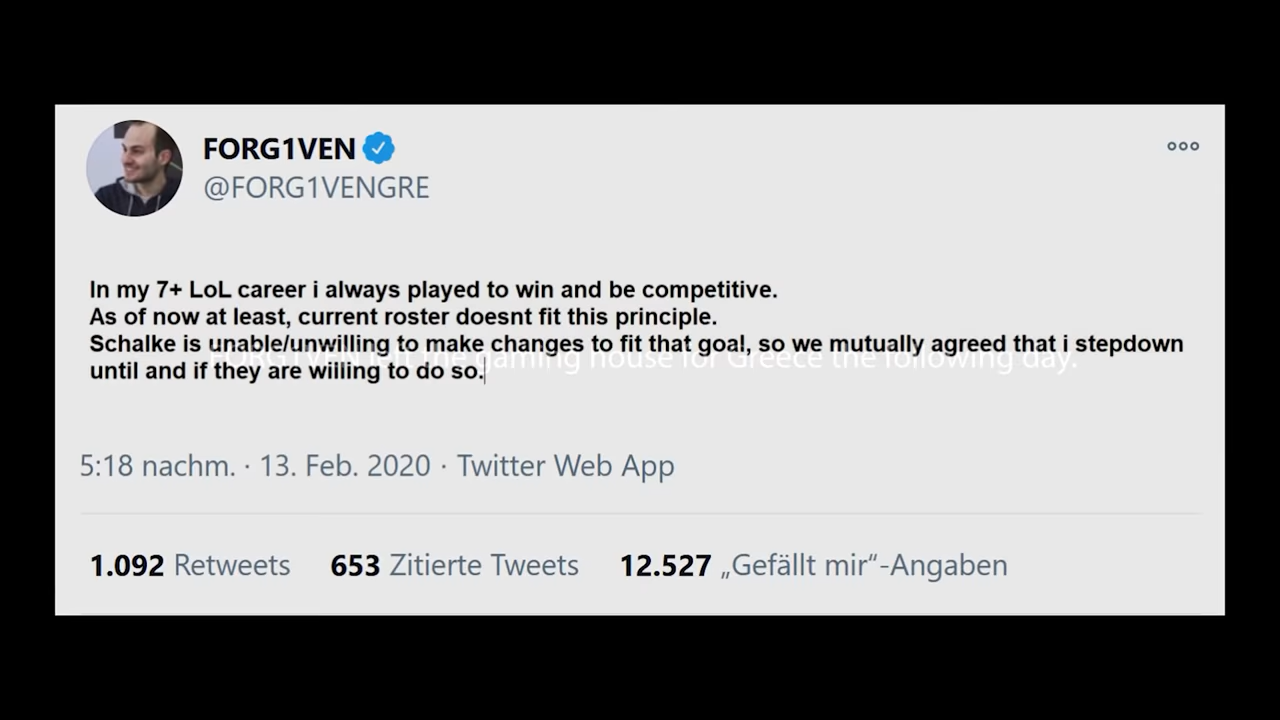 FORG1VEN
@FORG1VENGRE
In my 7+ LoL career i always played to win and be competitive.
As of now at least, current roster doesnt fit this principle.
Schalke is unable/unwilling to make changes to fit that goal, so we mutually agreed that i stepdown
FORG1VEN left the gaming house for Greece the following day.
until and if they are willing to do so.
5:18 nachm. · 13. Feb. 2020 · Twitter Web App
1.092 Retweets 653 Zitierte Tweets 12.527 „Gefällt mir“-Angaben